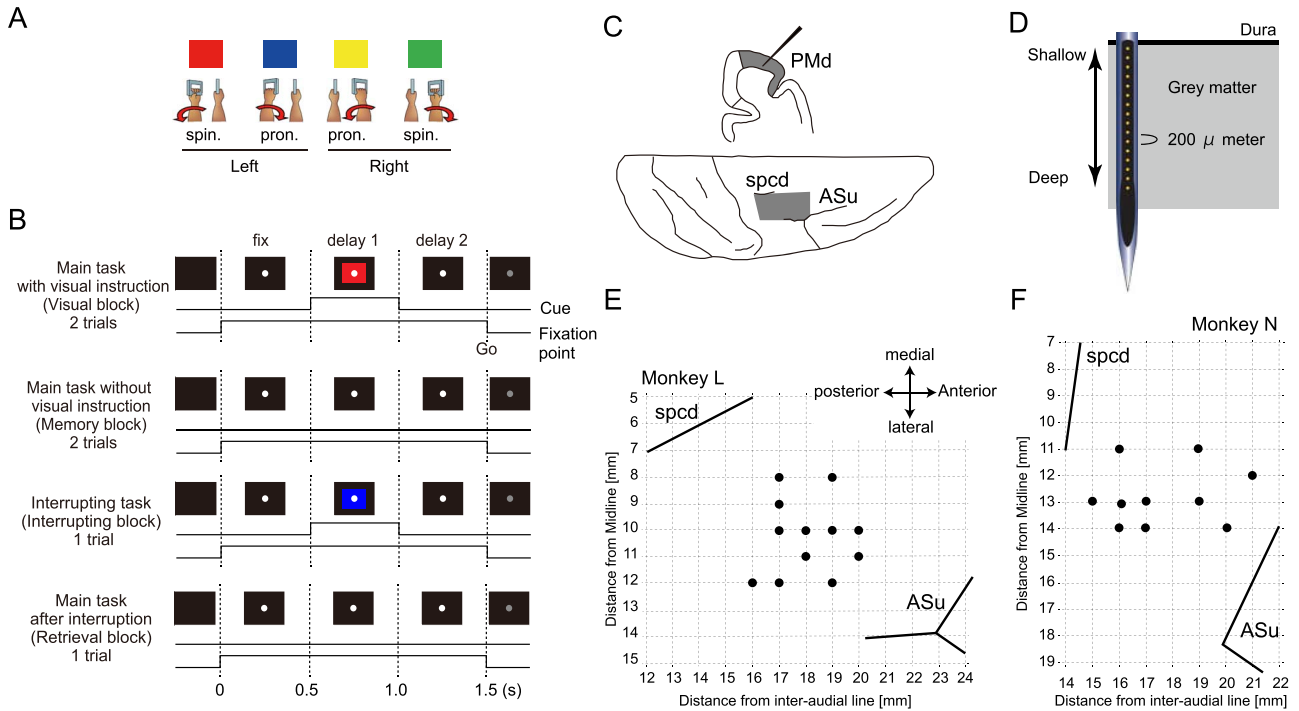 A
spin.
pron.
pron.
spin.
Left
Right
B
fix
delay 1
delay 2
Main task
with visual instruction
(Visual block)
2 trials
Cue
Fixation
point
Go
Main task without
visual instruction
(Memory block)
2 trials
Interrupting task
(Interrupting block)
1 trial
Main task
after interruption
(Retrieval block)
1 trial
0
0.5
1.0
1.5 (s)
C
PMd
spcd
ASu
D
Dura
Shallow
Grey matter
200 μ meter
Deep
E
Monkey L
medial
posterior
Anterior
lateral
spcd
ASu
Distance from Midline [mm]
5
6
7
8
9
10
11
12
13
14
15
12 13 14 15 16 17 18 19 20 21 22 23 24
Distance from inter-audial line [mm]
F
Monkey N
spcd
ASu
Distance from Midline [mm]
7
8
9
10
11
12
13
14
15
16
17
18
19
14 15 16 17 18 19 20 21 22
Distance from inter-audial line [mm]